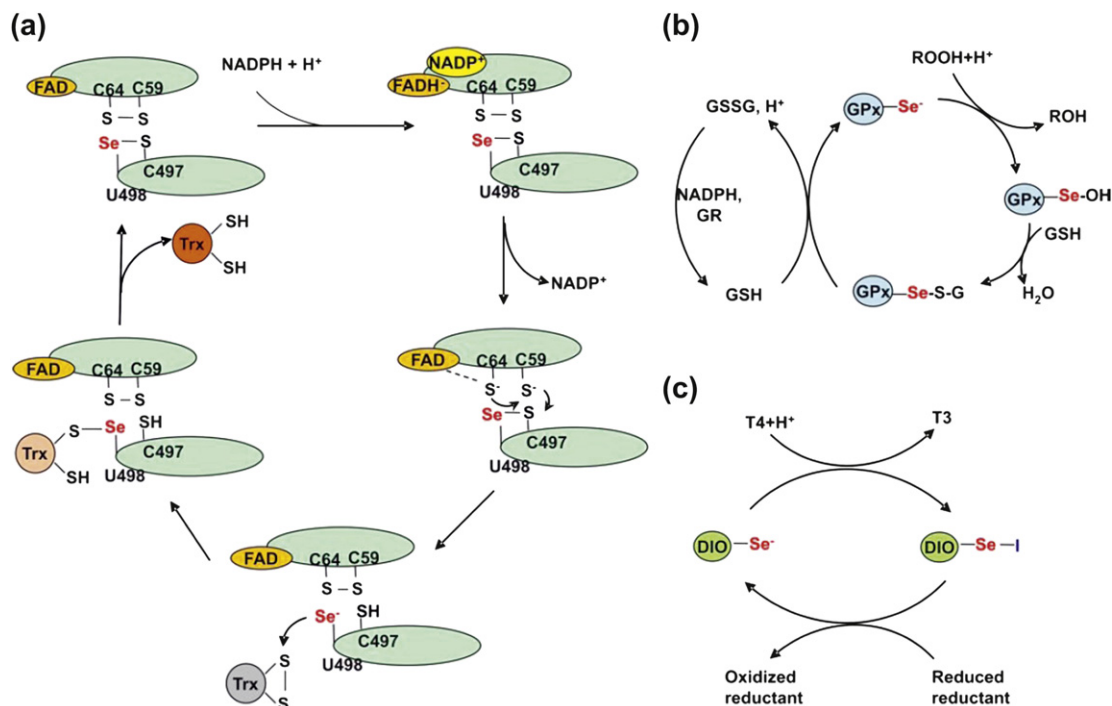 (a)
FAD
C64 C59
S – S
Se – S
C497
U498
NADPH + H⁺
NADP⁺
FADH⁻
C64 C59
S – S
Se – S
C497
U498
NADP⁺
FAD
C64 C59
S⁻ S⁻
Se – S
C497
U498
FAD
C64 C59
S – S
Se⁻ SH
C497
U498
Trx
S
S
FAD
C64 C59
S – S
S – Se SH
Trx
SH
C497
U498
Trx
SH
SH
(b)
ROOH+H⁺
GPx – Se⁻
ROH
GPx – Se-OH
GSH
H₂O
GPx – Se-S-G
GSSG, H⁺
NADPH,
GR
GSH
(c)
T4+H⁺
T3
DIO – Se⁻
DIO – Se – I
Oxidized
reductant
Reduced
reductant